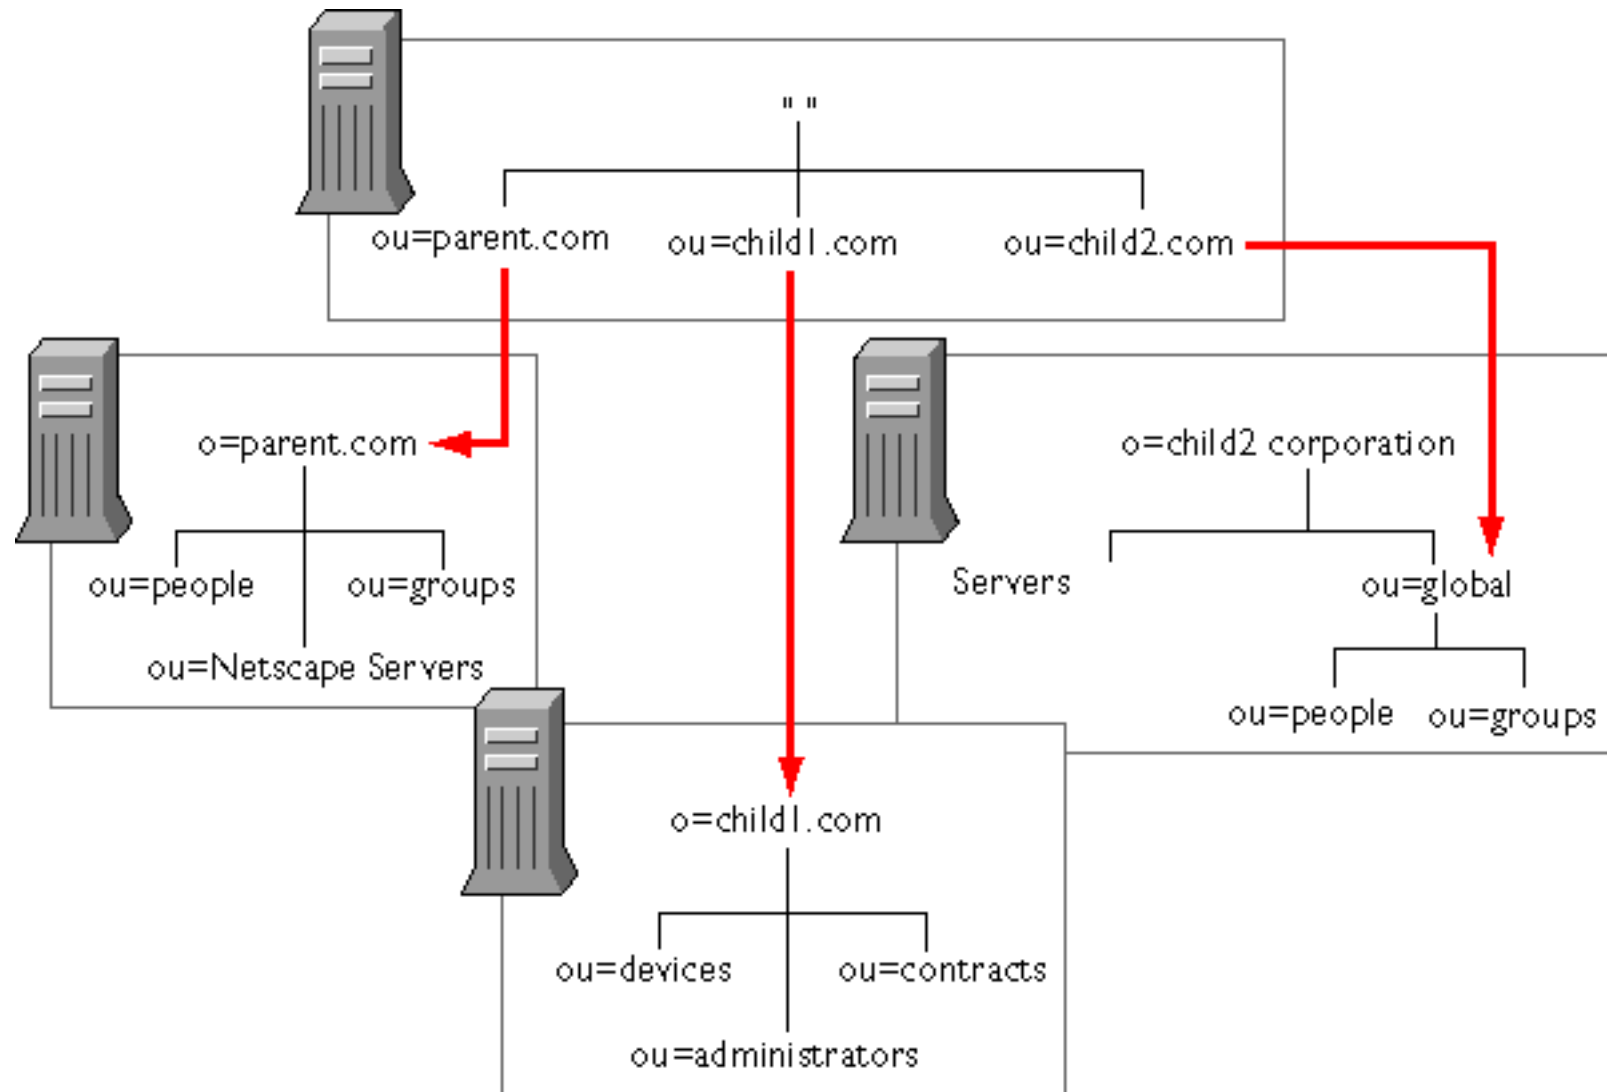 " "
ou=parent.com
ou=child1.com
ou=child2.com
o=parent.com
ou=people
ou=groups
ou=Netscape Servers
o=child2 corporation
Servers
ou=global
ou=people
ou=groups
o=child1.com
ou=devices
ou=contracts
ou=administrators